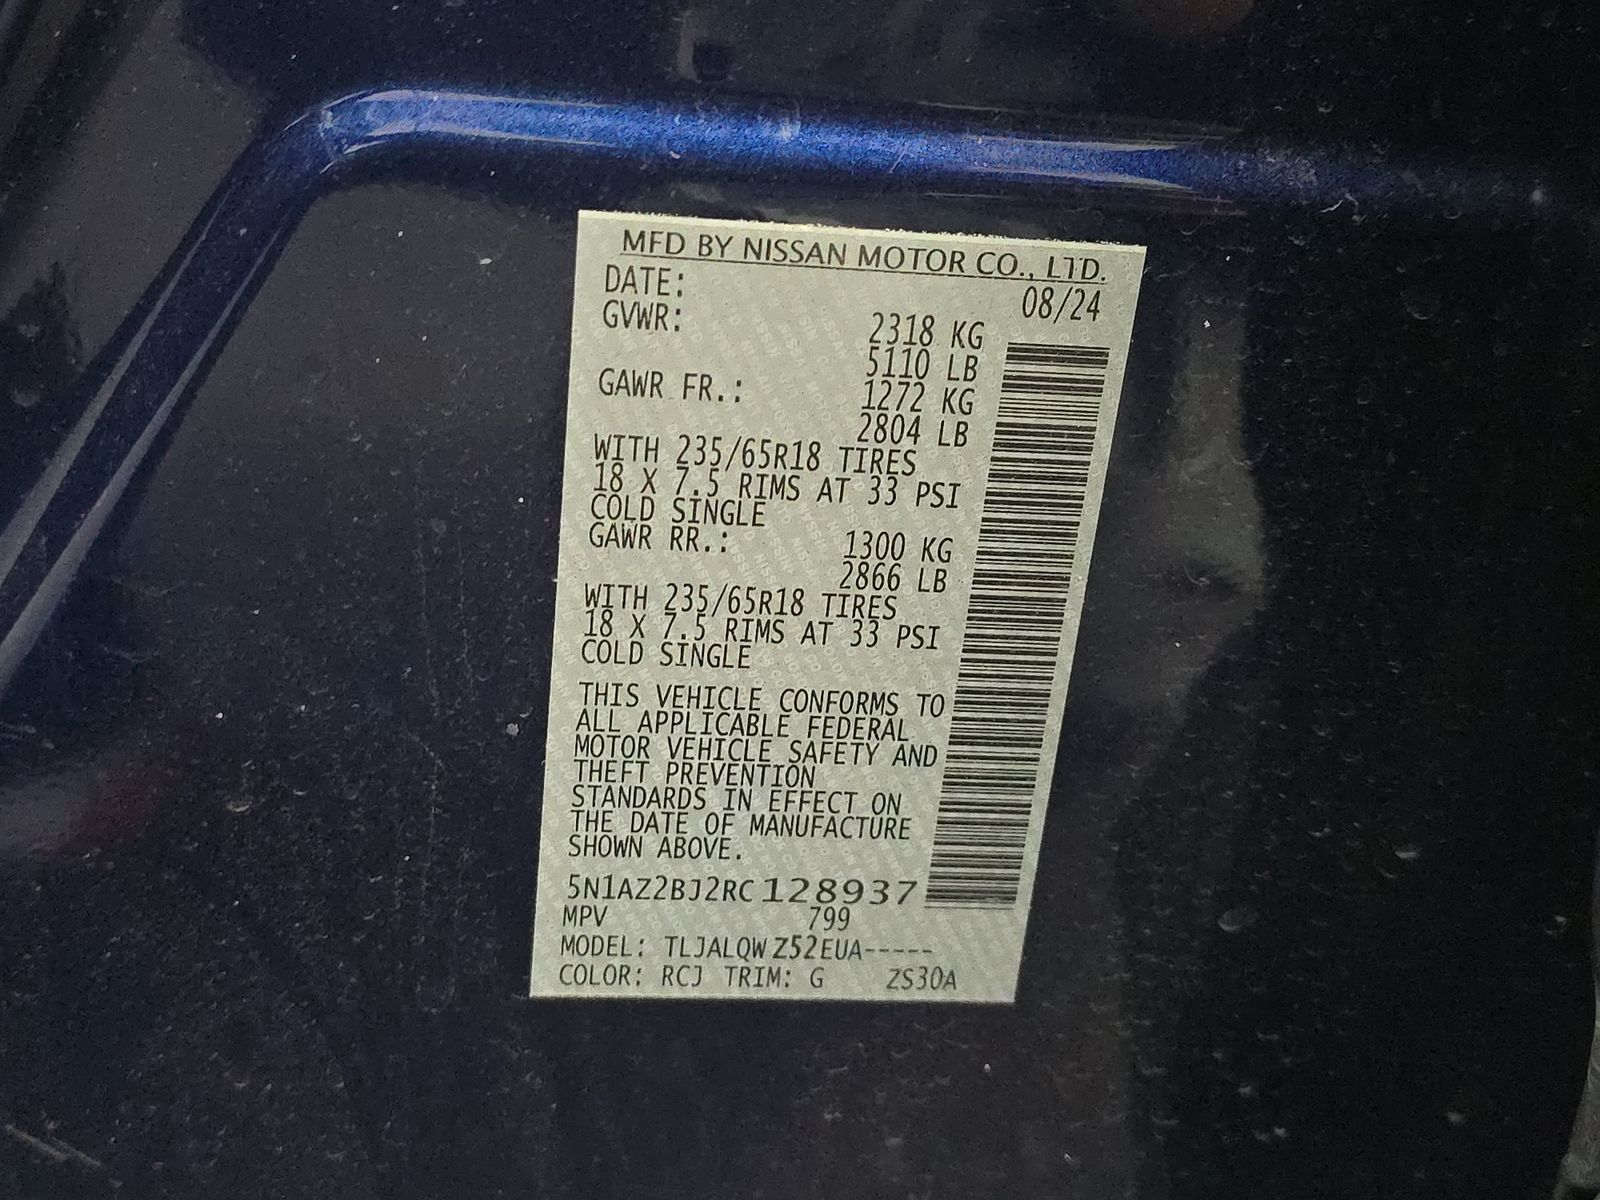 MFD BY NISSAN MOTOR CO., LTD.
DATE: 08/24
GVWR: 2318 KG
5110 LB
GAWR FR.: 1272 KG
2804 LB
WITH 235/65R18 TIRES
18 X 7.5 RIMS AT 33 PSI
COLD SINGLE
GAWR RR.: 1300 KG
2866 LB
WITH 235/65R18 TIRES
18 X 7.5 RIMS AT 33 PSI
COLD SINGLE
THIS VEHICLE CONFORMS TO
ALL APPLICABLE FEDERAL
MOTOR VEHICLE SAFETY AND
THEFT PREVENTION
STANDARDS IN EFFECT ON
THE DATE OF MANUFACTURE
SHOWN ABOVE.
5N1AZ2BJ2RC128937
MPV 799
MODEL: TLJALQWZ52EUA-----
COLOR: RCJ TRIM: G ZS30A